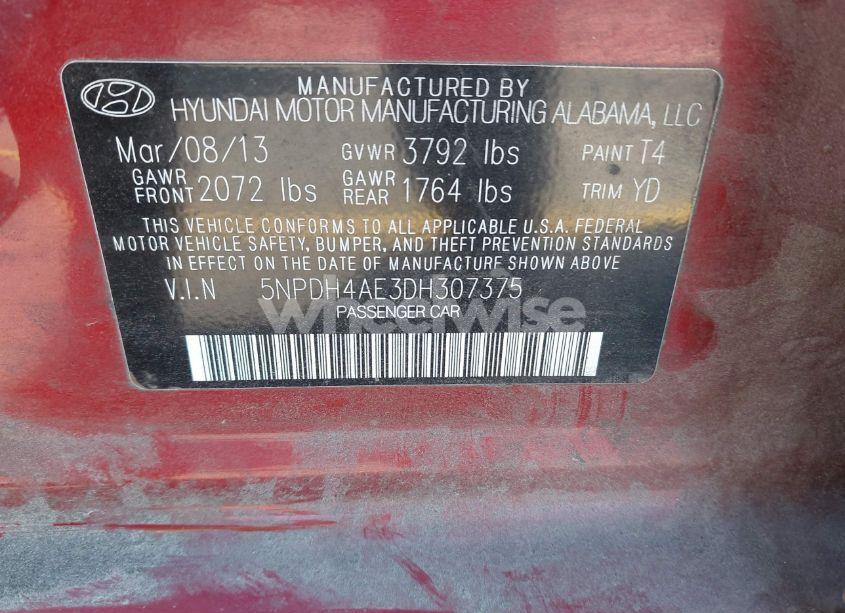 MANUFACTURED BY
HYUNDAI MOTOR MANUFACTURING ALABAMA, LLC
Mar/08/13 GVWR 3792 lbs PAINT T4
GAWR FRONT 2072 lbs GAWR REAR 1764 lbs TRIM YD
THIS VEHICLE CONFORMS TO ALL APPLICABLE U.S.A. FEDERAL
MOTOR VEHICLE SAFETY, BUMPER, AND THEFT PREVENTION STANDARDS
IN EFFECT ON THE DATE OF MANUFACTURE SHOWN ABOVE
V.I.N 5NPDH4AE3DH307375
wheelwise
PASSENGER CAR